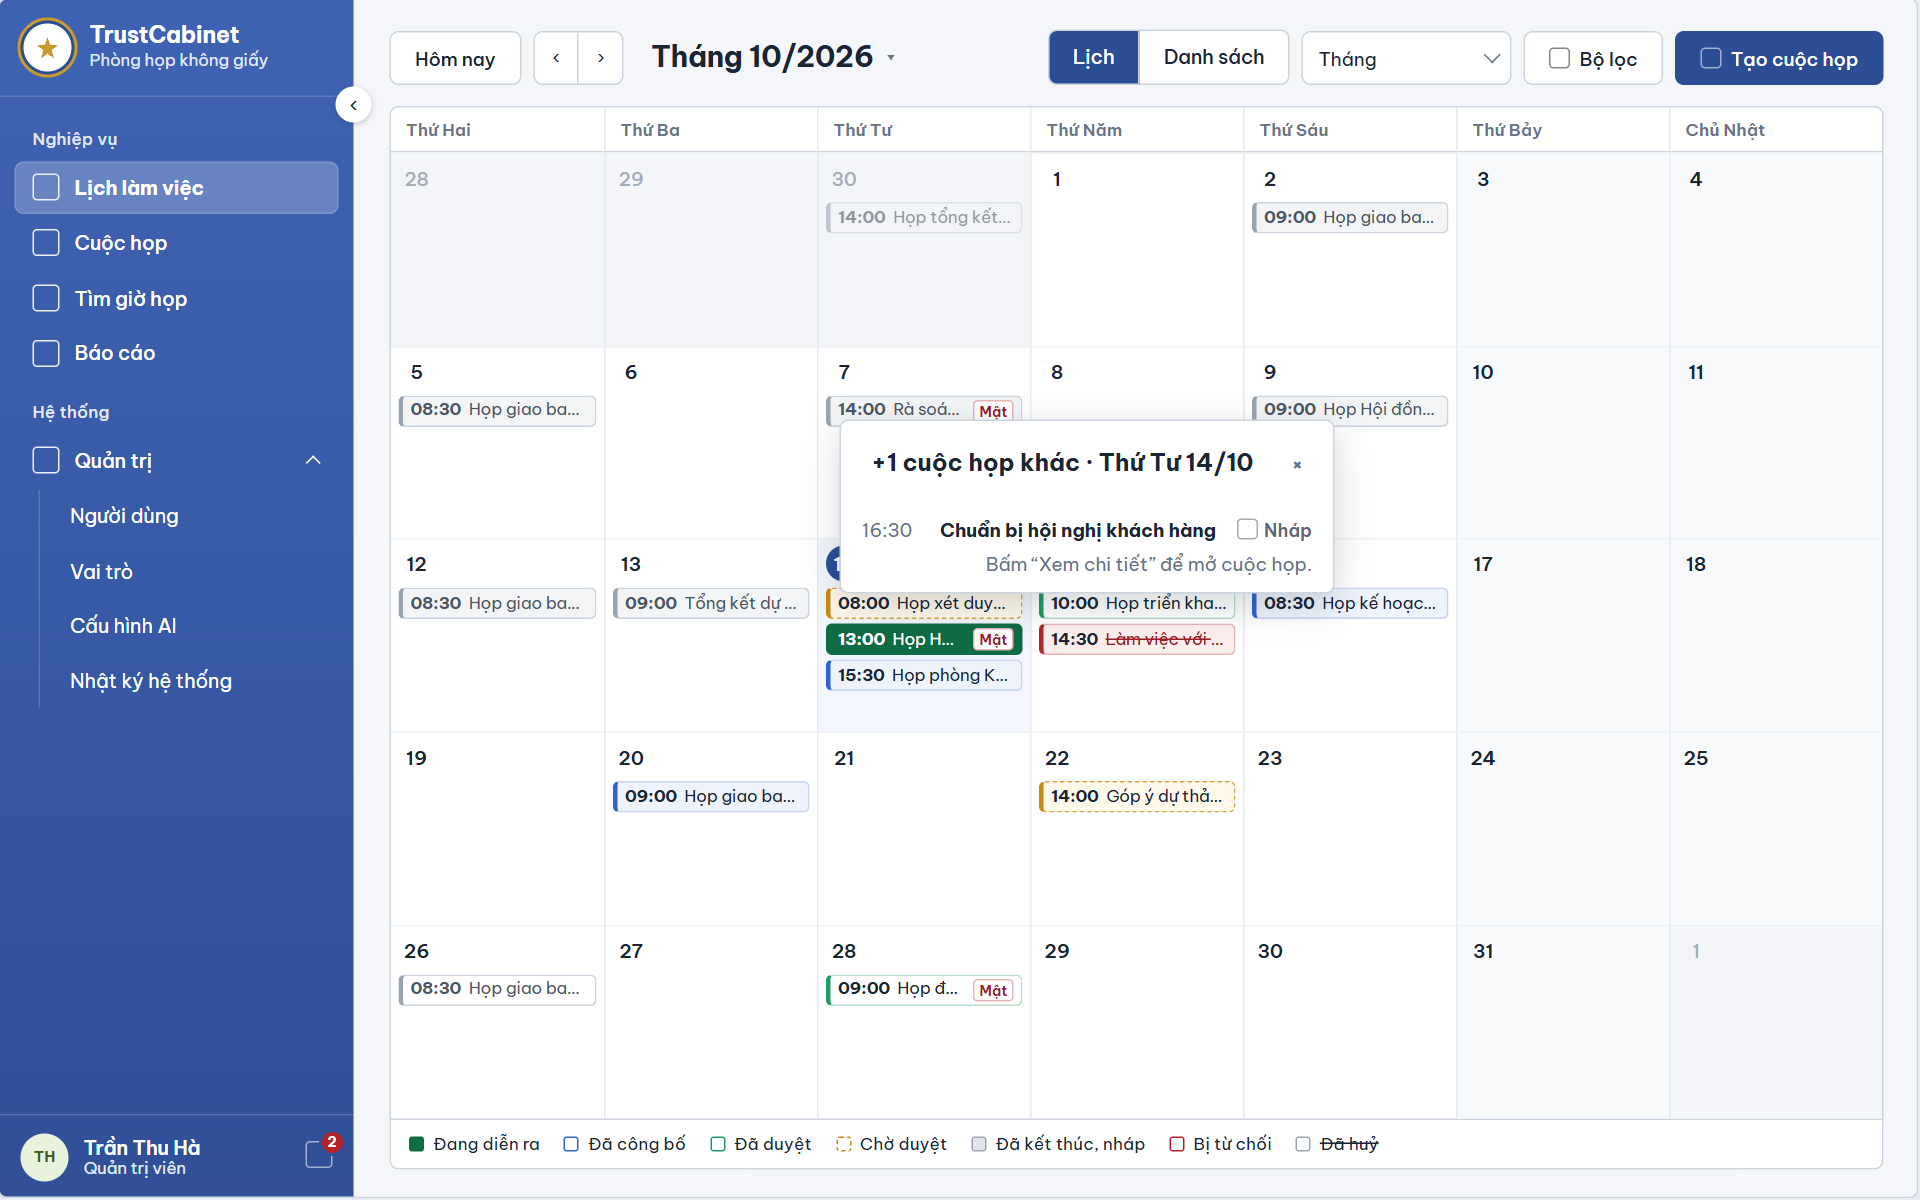 TrustCabinet
Phòng họp không giấy
Nghiệp vụ
Lịch làm việc
Cuộc họp
Tìm giờ họp
Báo cáo
Hệ thống
Quản trị
Người dùng
Vai trò
Cấu hình AI
Nhật ký hệ thống
TH
Trần Thu Hà
Quản trị viên
2
Hôm nay
Tháng 10/2026
Lịch
Danh sách
Tháng
Bộ lọc
Tạo cuộc họp
Thứ Hai Thứ Ba Thứ Tư Thứ Năm Thứ Sáu Thứ Bảy Chủ Nhật
28 29 30 1 2 3 4
14:00 Họp tổng kết... 09:00 Họp giao ba...
5 6 7 8 9 10 11
08:30 Họp giao ba... 14:00 Rà soá... Mật 09:00 Họp Hội đồn...
+1 cuộc họp khác · Thứ Tư 14/10
16:30 Chuẩn bị hội nghị khách hàng Nháp
Bấm “Xem chi tiết” để mở cuộc họp.
12 13 17 18
08:30 Họp giao ba... 09:00 Tổng kết dự ... 08:00 Họp xét duy... 10:00 Họp triển kha... 08:30 Họp kế hoạc...
13:00 Họp H... Mật 14:30 Làm việc với ...
15:30 Họp phòng K...
19 20 21 22 23 24 25
09:00 Họp giao ba... 14:00 Góp ý dự thả...
26 27 28 29 30 31 1
08:30 Họp giao ba... 09:00 Họp đ... Mật
Đang diễn ra Đã công bố Đã duyệt Chờ duyệt Đã kết thúc, nháp Bị từ chối Đã huỷ